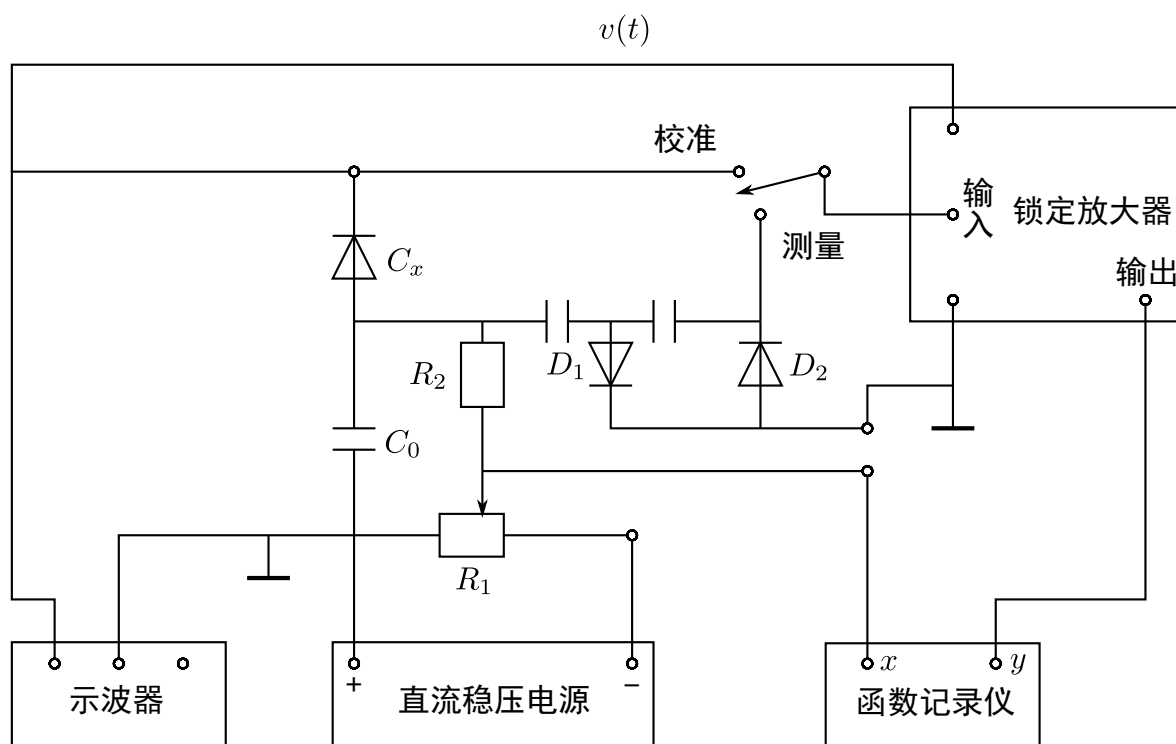 v(t)
校准
输入
锁定放大器
测量
输出
C_x
R_2
D_1
D_2
C_0
R_1
+
−
x
y
示波器
直流稳压电源
函数记录仪